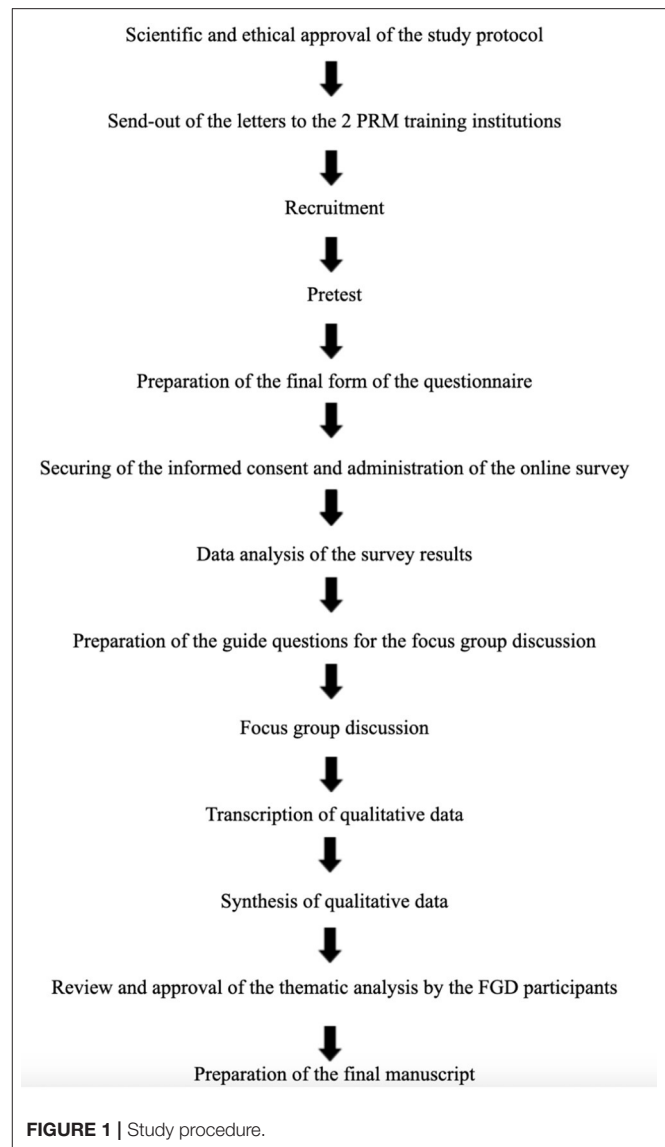 Scientific and ethical approval of the study protocol
Send-out of the letters to the 2 PRM training institutions
Recruitment
Pretest
Preparation of the final form of the questionnaire
Securing of the informed consent and administration of the online survey
Data analysis of the survey results
Preparation of the guide questions for the focus group discussion
Focus group discussion
Transcription of qualitative data
Synthesis of qualitative data
Review and approval of the thematic analysis by the FGD participants
Preparation of the final manuscript
FIGURE 1 | Study procedure.